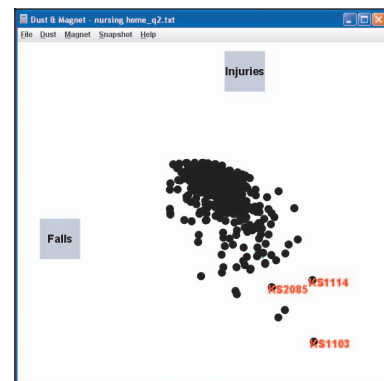 Dust & Magnet - nursing home_q2.txt
File Dust Magnet Snapshot Help
Injuries
Falls
RS1114
RS2085
RS1103